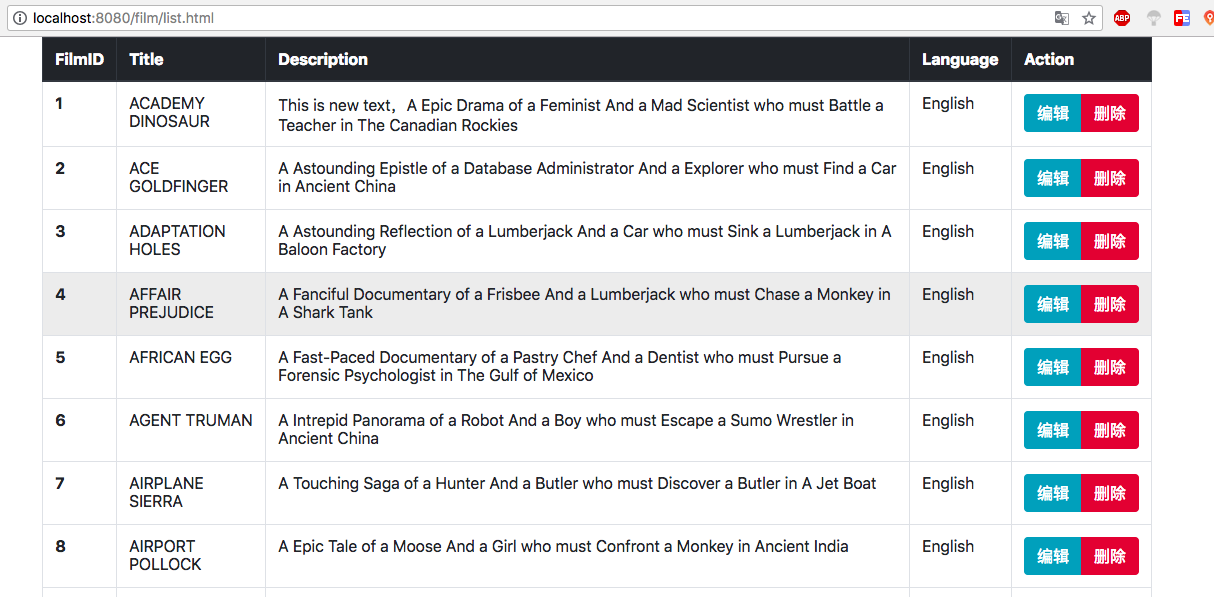 localhost:8080/film/list.html
ABP
FE
FilmID Title Description Language Action
1 ACADEMY DINOSAUR This is new text，A Epic Drama of a Feminist And a Mad Scientist who must Battle a Teacher in The Canadian Rockies English 编辑 删除
2 ACE GOLDFINGER A Astounding Epistle of a Database Administrator And a Explorer who must Find a Car in Ancient China English 编辑 删除
3 ADAPTATION HOLES A Astounding Reflection of a Lumberjack And a Car who must Sink a Lumberjack in A Baloon Factory English 编辑 删除
4 AFFAIR PREJUDICE A Fanciful Documentary of a Frisbee And a Lumberjack who must Chase a Monkey in A Shark Tank English 编辑 删除
5 AFRICAN EGG A Fast-Paced Documentary of a Pastry Chef And a Dentist who must Pursue a Forensic Psychologist in The Gulf of Mexico English 编辑 删除
6 AGENT TRUMAN A Intrepid Panorama of a Robot And a Boy who must Escape a Sumo Wrestler in Ancient China English 编辑 删除
7 AIRPLANE SIERRA A Touching Saga of a Hunter And a Butler who must Discover a Butler in A Jet Boat English 编辑 删除
8 AIRPORT POLLOCK A Epic Tale of a Moose And a Girl who must Confront a Monkey in Ancient India English 编辑 删除